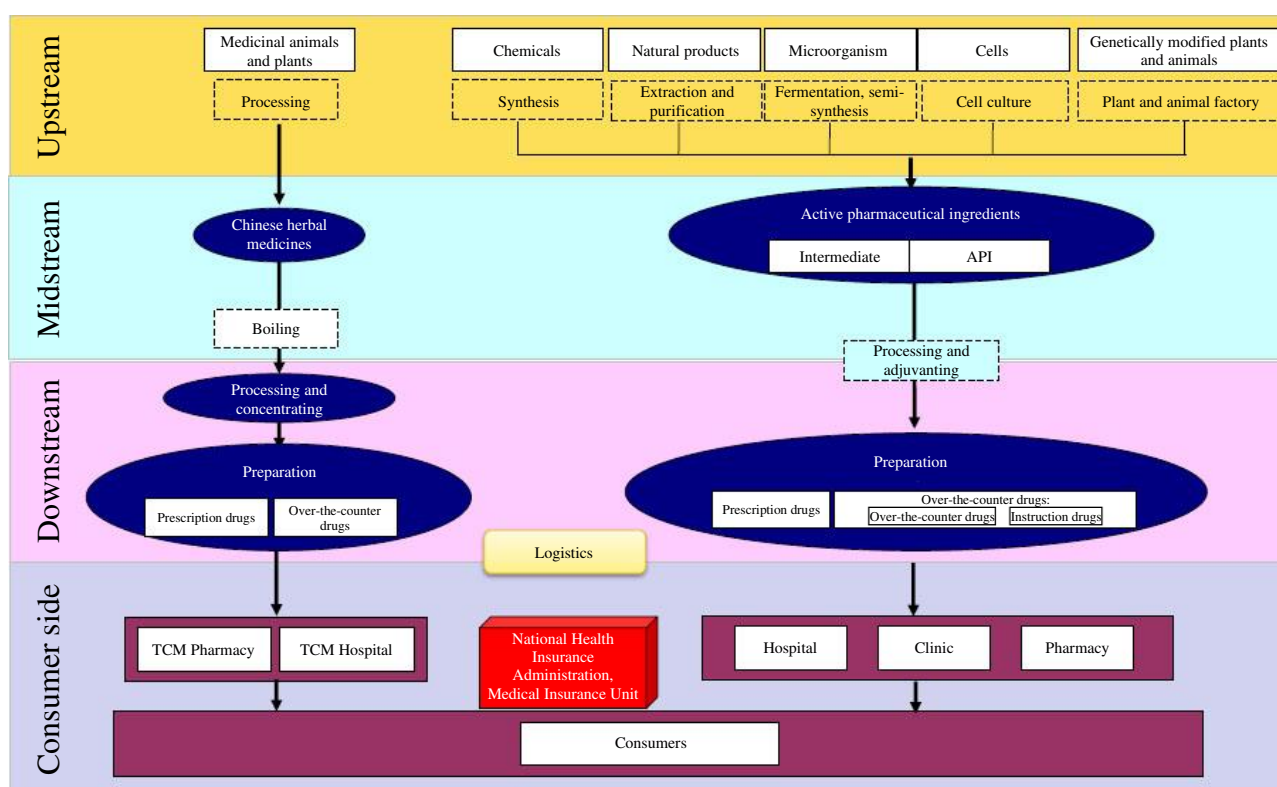 Upstream
Medicinal animals
and plants
Chemicals
Natural products
Microorganism
Cells
Genetically modified plants
and animals
Processing
Synthesis
Extraction and
purification
Fermentation, semi-
synthesis
Cell culture
Plant and animal factory
Midstream
Chinese herbal
medicines
Active pharmaceutical ingredients
Intermediate
API
Boiling
Processing and
adjuvanting
Downstream
Processing and
concentrating
Preparation
Prescription drugs
Over-the-counter
drugs
Preparation
Prescription drugs
Over-the-counter drugs:
Over-the-counter drugs
Instruction drugs
Logistics
Consumer side
TCM Pharmacy
TCM Hospital
National Health
Insurance
Administration,
Medical Insurance Unit
Hospital
Clinic
Pharmacy
Consumers